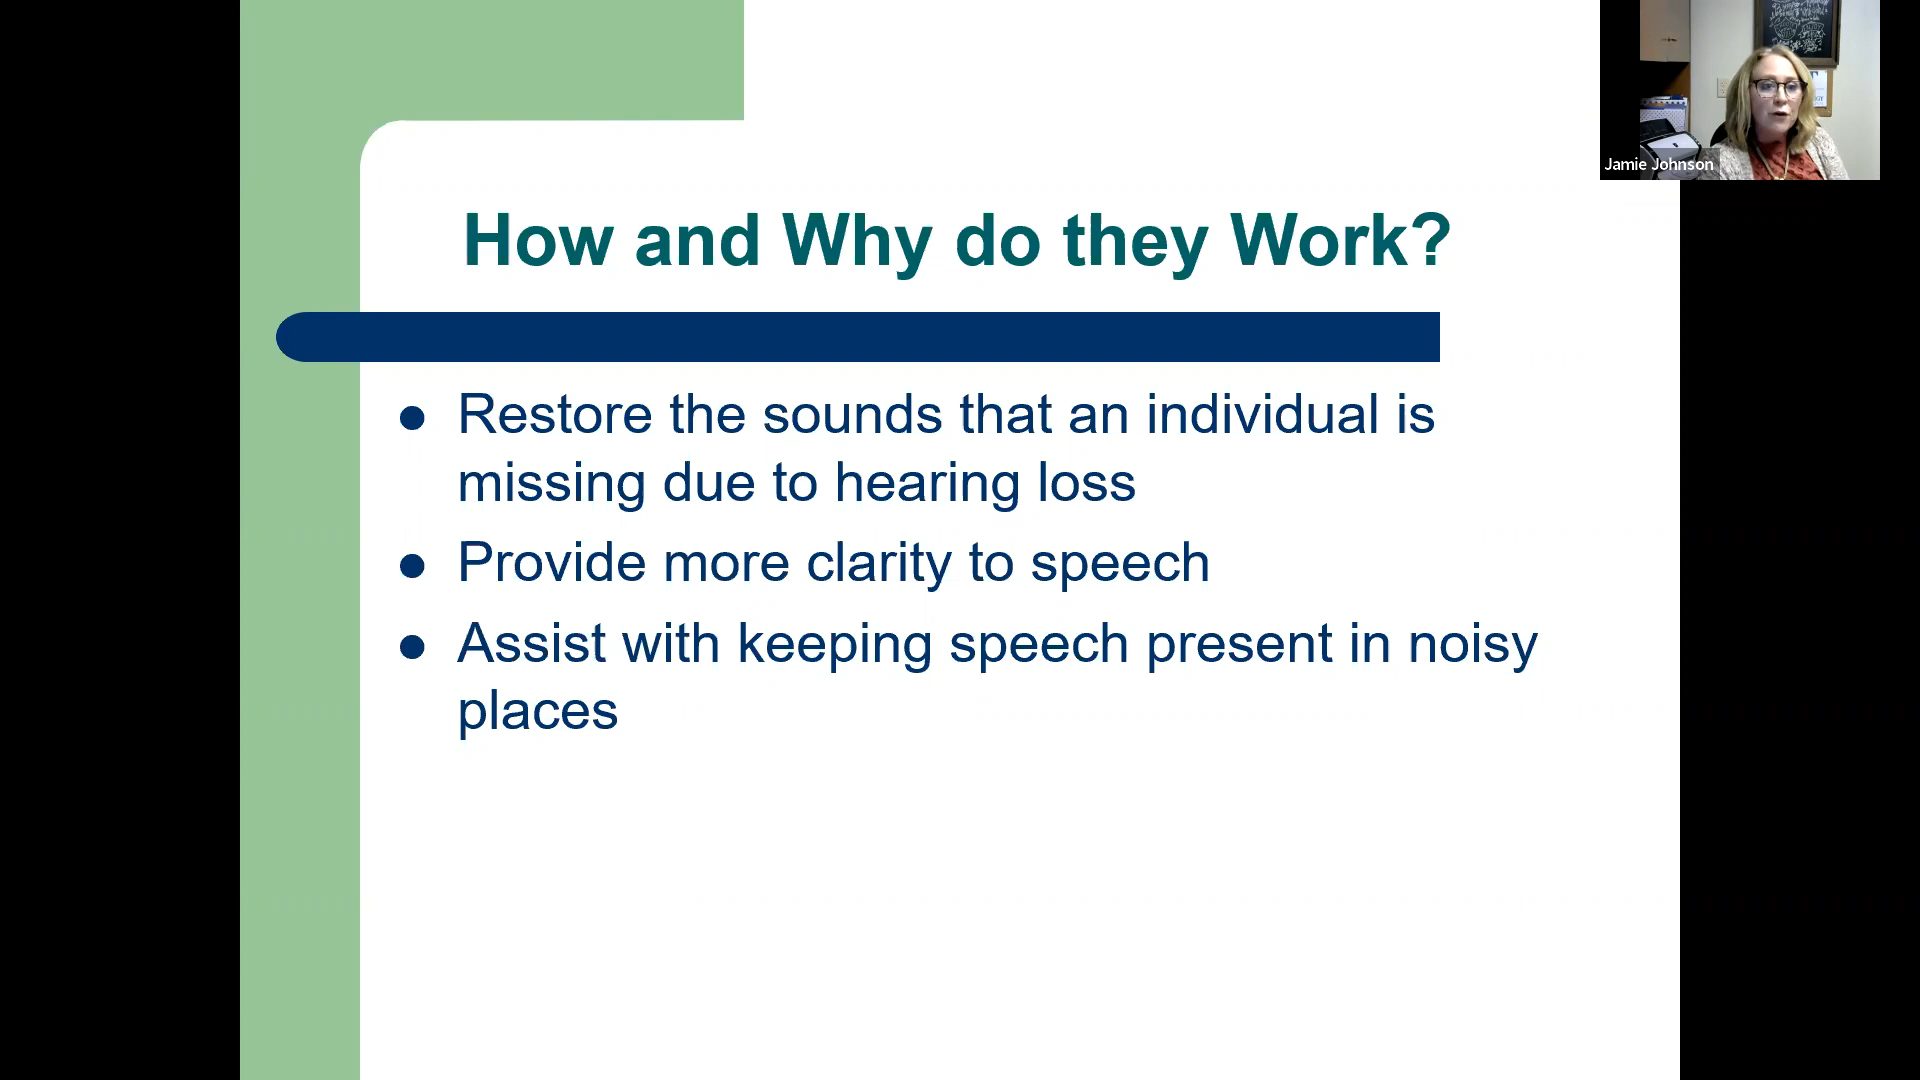 Jamie Johnson
How and Why do they Work?
● Restore the sounds that an individual is
missing due to hearing loss
● Provide more clarity to speech
● Assist with keeping speech present in noisy
places